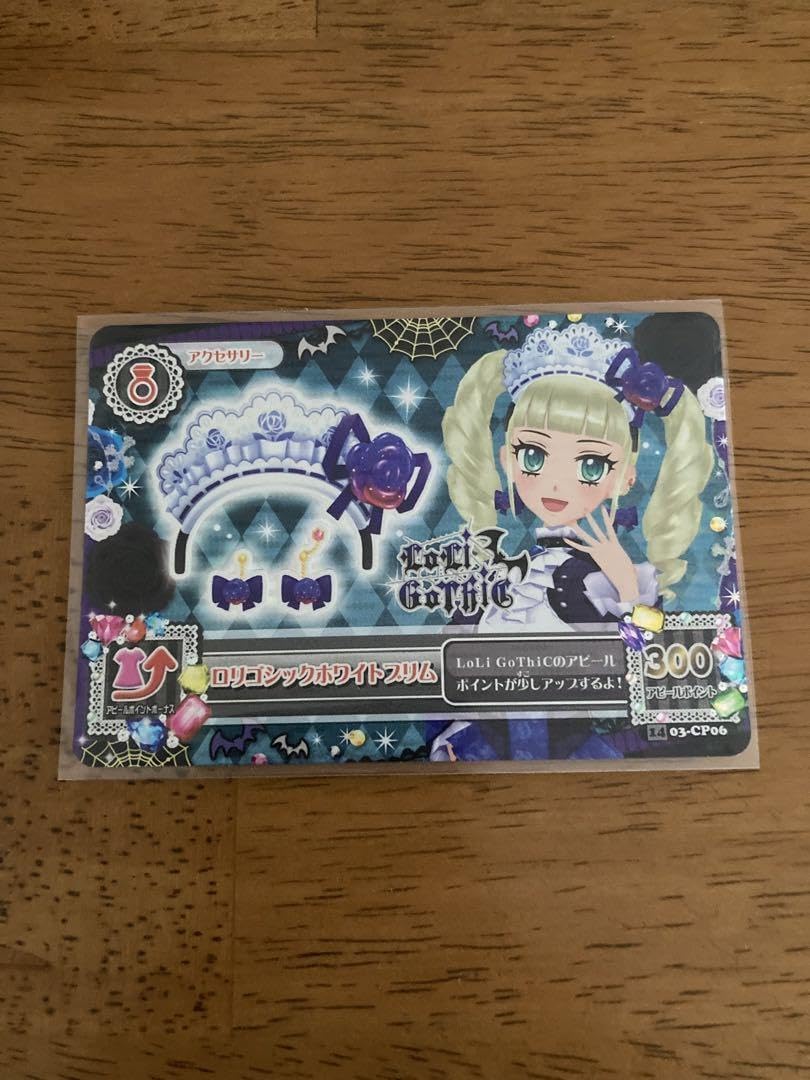 アクセサリー
LoLi
GoThiC
ロリゴシックホワイトブリム
LoLi GoThiCのアピール
ポイントが少しアップするよ!
すこ
300
アピールポイント
アピールポイントボーナス
14 03-CP06